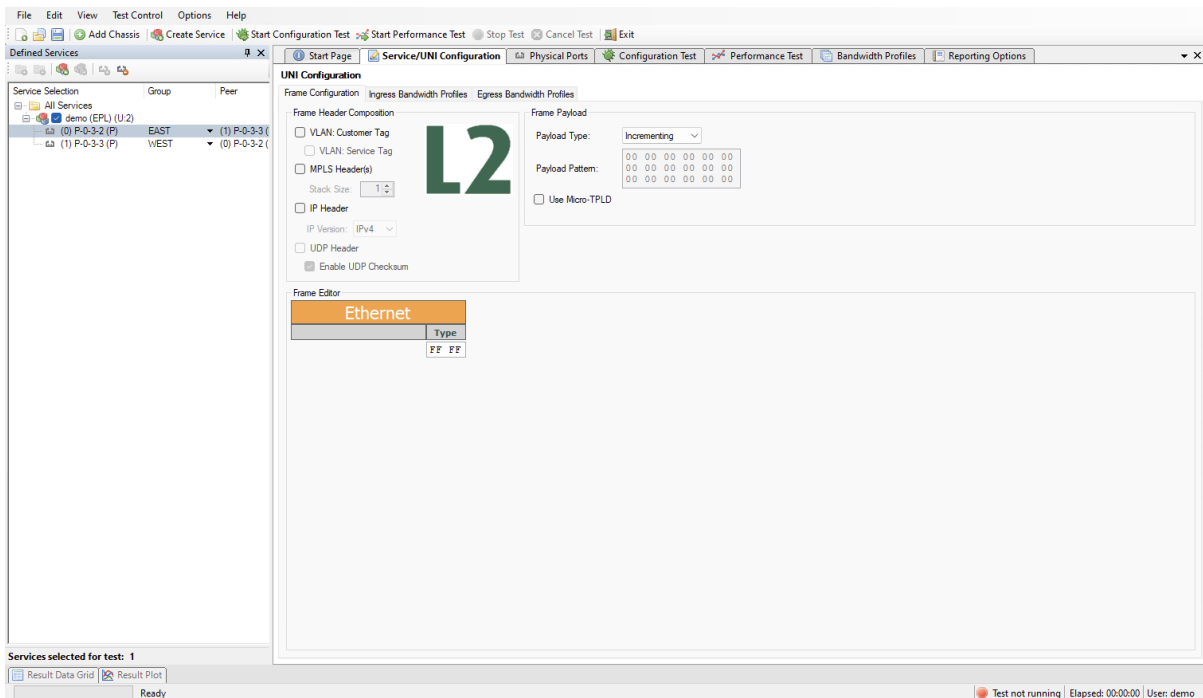 File Edit View Test Control Options Help
Add Chassis Create Service Start Configuration Test Start Performance Test Stop Test Cancel Test Exit
Defined Services
Start Page Service/UNI Configuration Physical Ports Configuration Test Performance Test Bandwidth Profiles Reporting Options
UNI Configuration
Service Selection Group Peer
All Services
demo (EPL) (U:2)
(0) P-0-3-2 (P) EAST (1) P-0-3-3 (
(1) P-0-3-3 (P) WEST (0) P-0-3-2 (
Frame Configuration Ingress Bandwidth Profiles Egress Bandwidth Profiles
Frame Header Composition
VLAN: Customer Tag
VLAN: Service Tag
MPLS Header(s)
Stack Size: 1
IP Header
IP Version: IPv4
UDP Header
Enable UDP Checksum
L2
Frame Payload
Payload Type: Incrementing
Payload Pattern:
00 00 00 00 00 00
00 00 00 00 00 00
00 00 00 00 00 00
Use Micro-TPLD
Frame Editor
Ethernet
Type
FF FF
Services selected for test: 1
Result Data Grid Result Plot
Ready
Test not running Elapsed: 00:00:00 User: demo